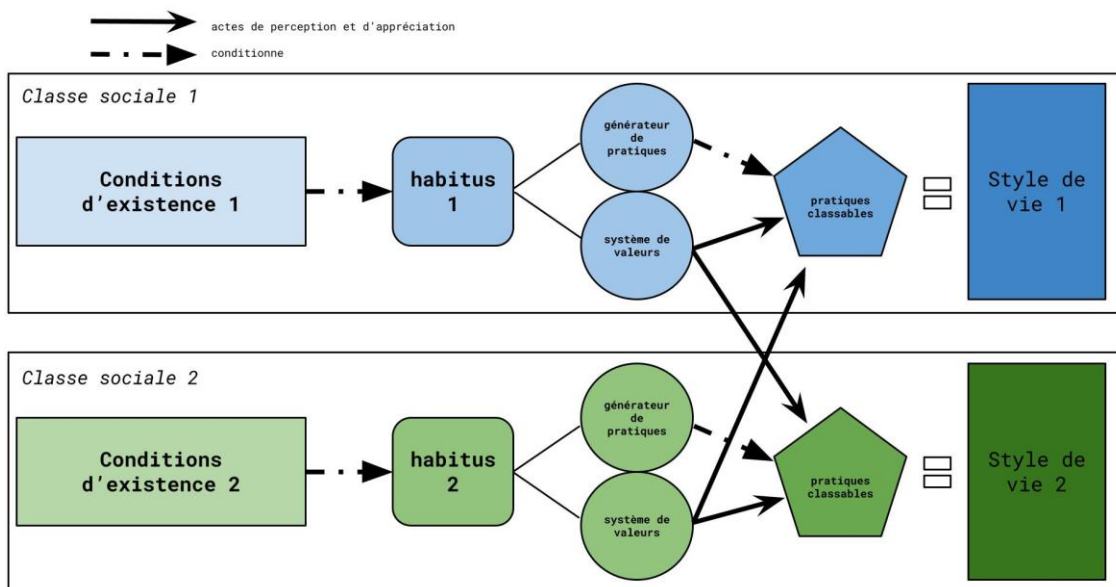 actes de perception et d'appréciation
conditionne
Classe sociale 1
Conditions
d'existence 1
habitus
1
générateur
de
pratiques
système de
valeurs
pratiques
classables
Style de
vie 1
Classe sociale 2
Conditions
d'existence 2
habitus
2
générateur
de
pratiques
système de
valeurs
pratiques
classables
Style de
vie 2